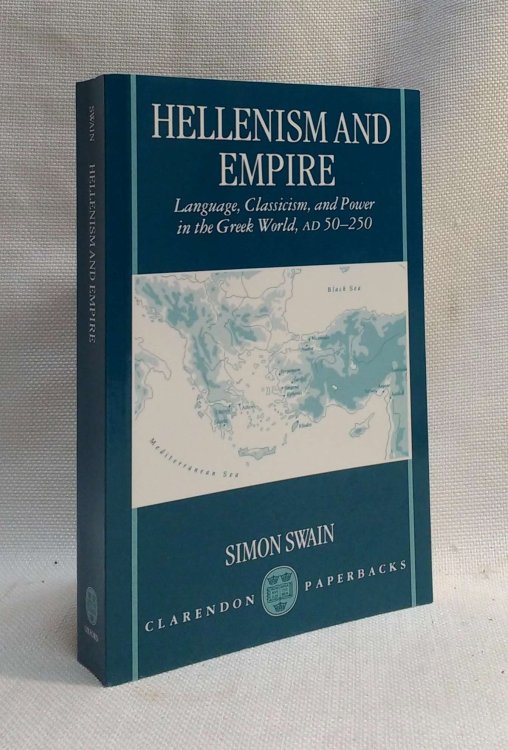 SWAIN HELLENISM AND EMPIRE
HELLENISM AND
EMPIRE
Language, Classicism, and Power
in the Greek World, AD 50–250
Black Sea
Mediterranean Sea
SIMON SWAIN
CLARENDON PAPERBACKS